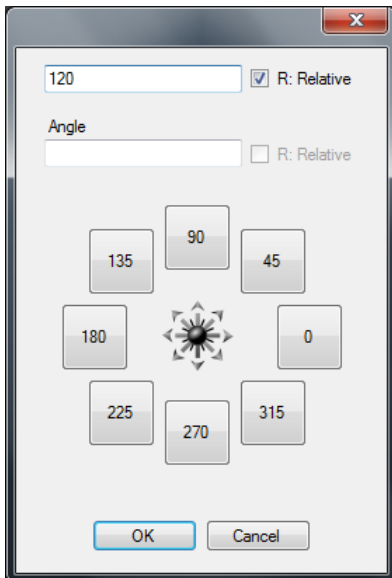 120 R: Relative
Angle
R: Relative
90
135 45
180 0
225 315
270
OK Cancel